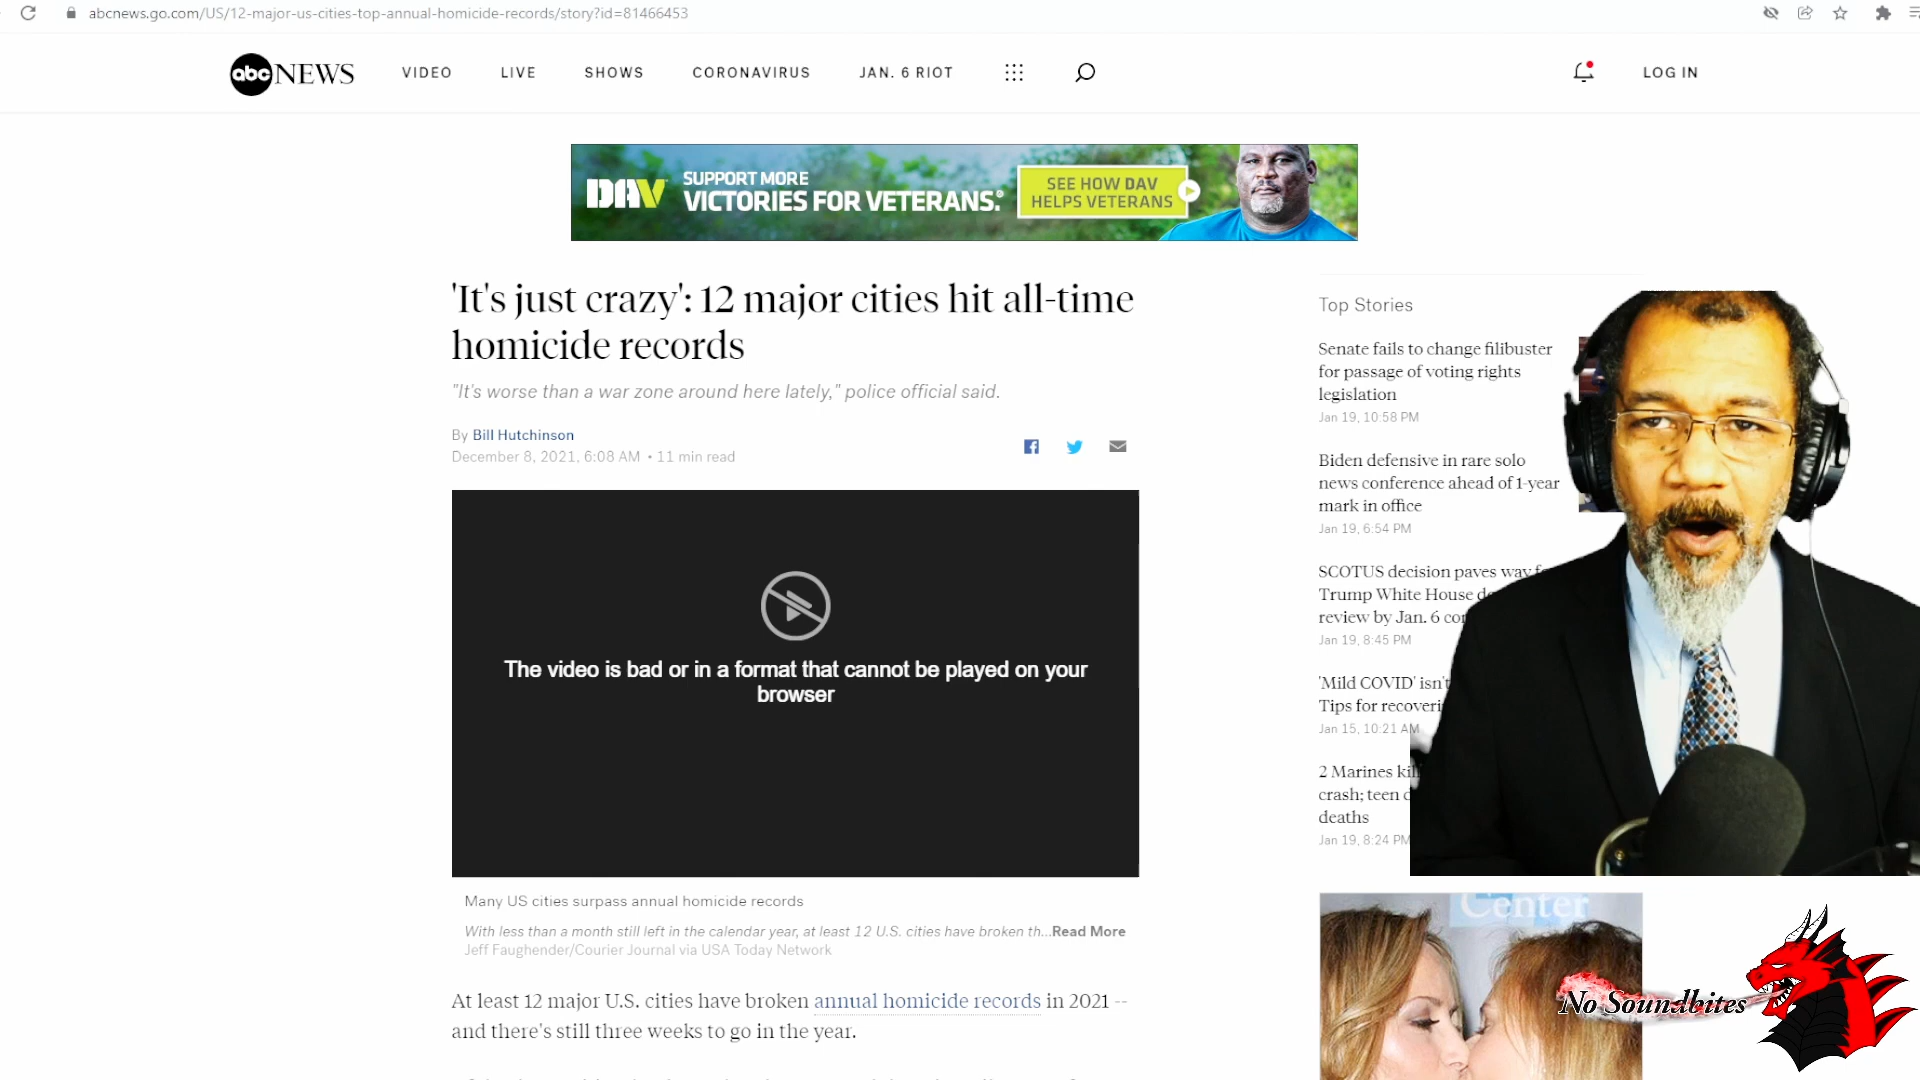 abcnews.go.com/US/12-major-us-cities-top-annual-homicide-records/story?id=81466453
abc NEWS
VIDEO
LIVE
SHOWS
CORONAVIRUS
JAN. 6 RIOT
LOG IN
DAV
SUPPORT MORE
VICTORIES FOR VETERANS.®
SEE HOW DAV
HELPS VETERANS
'It's just crazy': 12 major cities hit all-time
homicide records
"It's worse than a war zone around here lately," police official said.
By Bill Hutchinson
December 8, 2021, 6:08 AM • 11 min read
The video is bad or in a format that cannot be played on your
browser
Many US cities surpass annual homicide records
With less than a month still left in the calendar year, at least 12 U.S. cities have broken th...Read More
Jeff Faughender/Courier Journal via USA Today Network
At least 12 major U.S. cities have broken annual homicide records in 2021 --
and there's still three weeks to go in the year.
Top Stories
Senate fails to change filibuster
for passage of voting rights
legislation
Jan 19, 10:58 PM
Biden defensive in rare solo
news conference ahead of 1-year
mark in office
Jan 19, 6:54 PM
SCOTUS decision paves way
Trump White House
review by Jan. 6
Jan 19, 8:45 PM
'Mild COVID' isn't
Tips for
Jan 15, 10:21 AM
2 Marines
crash; teen
deaths
Jan 19, 8:24 PM
Center
No Soundbites